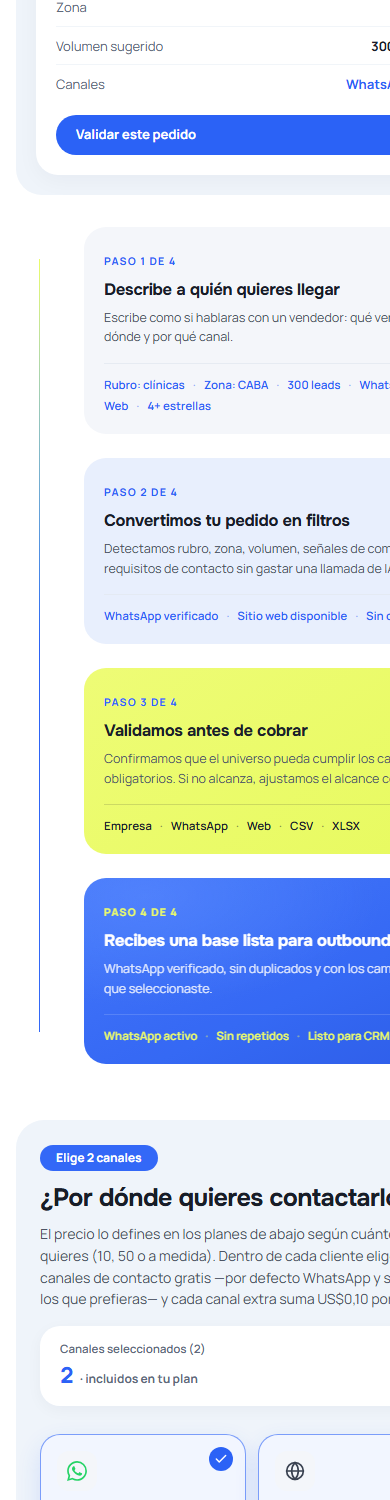 Zona
Volumen sugerido 300
Canales WhatsA
Validar este pedido
PASO 1 DE 4
Describe a quién quieres llegar
Escribe como si hablaras con un vendedor: qué ve
dónde y por qué canal.
Rubro: clínicas · Zona: CABA · 300 leads · Whats
Web · 4+ estrellas
PASO 2 DE 4
Convertimos tu pedido en filtros
Detectamos rubro, zona, volumen, señales de com
requisitos de contacto sin gastar una llamada de IA
WhatsApp verificado · Sitio web disponible · Sin d
PASO 3 DE 4
Validamos antes de cobrar
Confirmamos que el universo pueda cumplir los ca
obligatorios. Si no alcanza, ajustamos el alcance co
Empresa · WhatsApp · Web · CSV · XLSX
PASO 4 DE 4
Recibes una base lista para outbound
WhatsApp verificado, sin duplicados y con los cam
que seleccionaste.
WhatsApp activo · Sin repetidos · Listo para CRM
Elige 2 canales
¿Por dónde quieres contactarlo
El precio lo defines en los planes de abajo según cuánto
quieres (10, 50 o a medida). Dentro de cada cliente elig
canales de contacto gratis —por defecto WhatsApp y s
los que prefieras— y cada canal extra suma US$0,10 por
Canales seleccionados (2)
2 · incluidos en tu plan